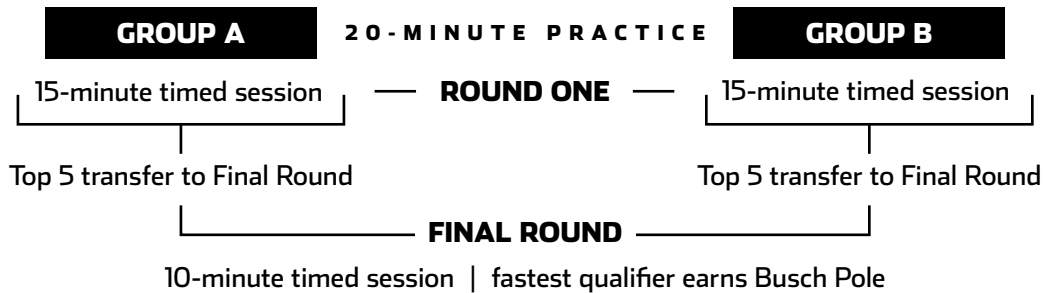 GROUP A 20-MINUTE PRACTICE GROUP B
15-minute timed session ROUND ONE 15-minute timed session
Top 5 transfer to Final Round Top 5 transfer to Final Round
FINAL ROUND
10-minute timed session | fastest qualifier earns Busch Pole